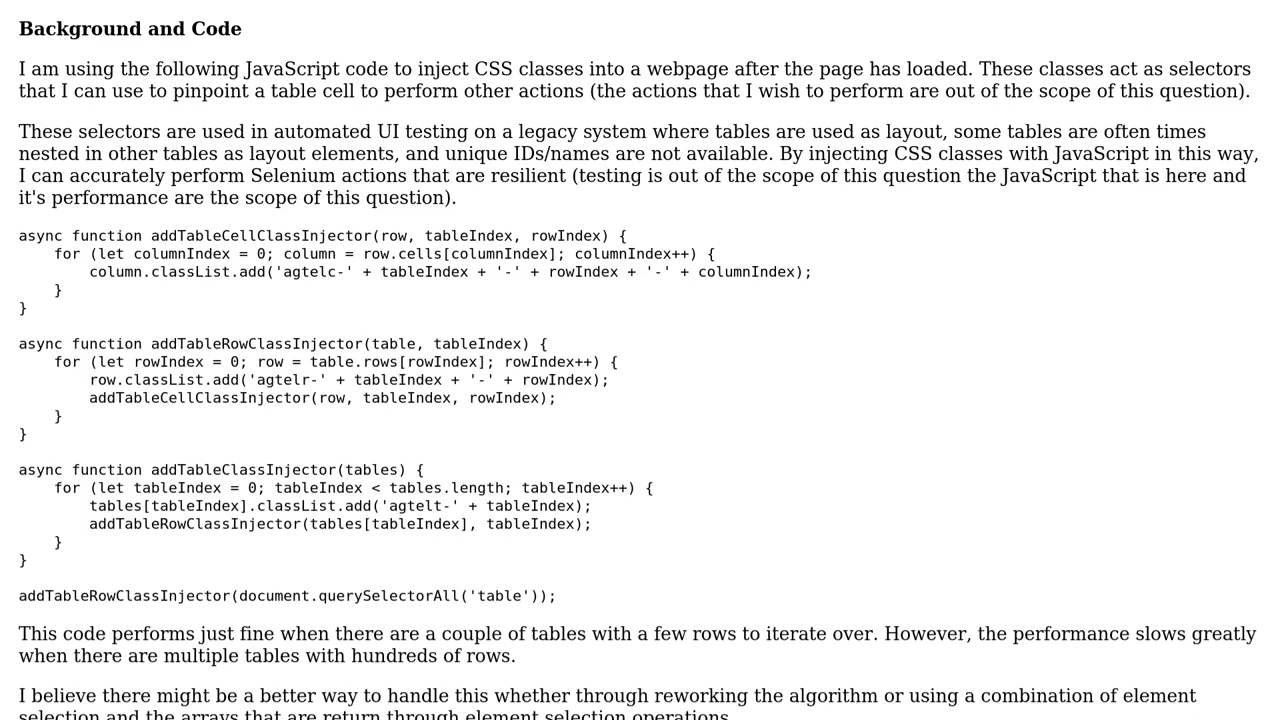 Background and Code
I am using the following JavaScript code to inject CSS classes into a webpage after the page has loaded. These classes act as selectors
that I can use to pinpoint a table cell to perform other actions (the actions that I wish to perform are out of the scope of this question).
These selectors are used in automated UI testing on a legacy system where tables are used as layout, some tables are often times
nested in other tables as layout elements, and unique IDs/names are not available. By injecting CSS classes with JavaScript in this way,
I can accurately perform Selenium actions that are resilient (testing is out of the scope of this question the JavaScript that is here and
it's performance are the scope of this question).
async function addTableCellClassInjector(row, tableIndex, rowIndex) {
    for (let columnIndex = 0; column = row.cells[columnIndex]; columnIndex++) {
        column.classList.add('agtelc-' + tableIndex + '-' + rowIndex + '-' + columnIndex);
    }
}
async function addTableRowClassInjector(table, tableIndex) {
    for (let rowIndex = 0; row = table.rows[rowIndex]; rowIndex++) {
        row.classList.add('agtelr-' + tableIndex + '-' + rowIndex);
        addTableCellClassInjector(row, tableIndex, rowIndex);
    }
}
async function addTableClassInjector(tables) {
    for (let tableIndex = 0; tableIndex < tables.length; tableIndex++) {
        tables[tableIndex].classList.add('agtelt-' + tableIndex);
        addTableRowClassInjector(tables[tableIndex], tableIndex);
    }
}
addTableRowClassInjector(document.querySelectorAll('table'));
This code performs just fine when there are a couple of tables with a few rows to iterate over. However, the performance slows greatly
when there are multiple tables with hundreds of rows.
I believe there might be a better way to handle this whether through reworking the algorithm or using a combination of element
selection and the arrays that are return through element selection operations.